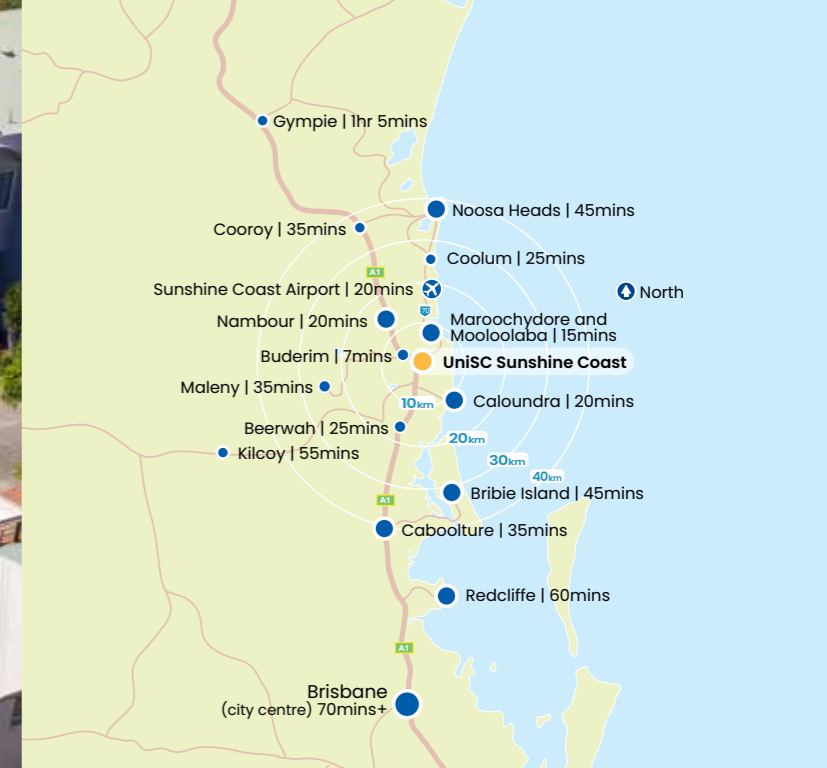 Gympie | 1hr 5mins
Noosa Heads | 45mins
Cooroy | 35mins
Coolum | 25mins
A1
Sunshine Coast Airport | 20mins
North
70
Nambour | 20mins
Maroochydore and
Mooloolaba | 15mins
Buderim | 7mins
UniSC Sunshine Coast
Maleny | 35mins
10km
Caloundra | 20mins
Beerwah | 25mins
20km
Kilcoy | 55mins
30km
40km
Bribie Island | 45mins
A1
Caboolture | 35mins
Redcliffe | 60mins
A1
Brisbane
(city centre) 70mins+